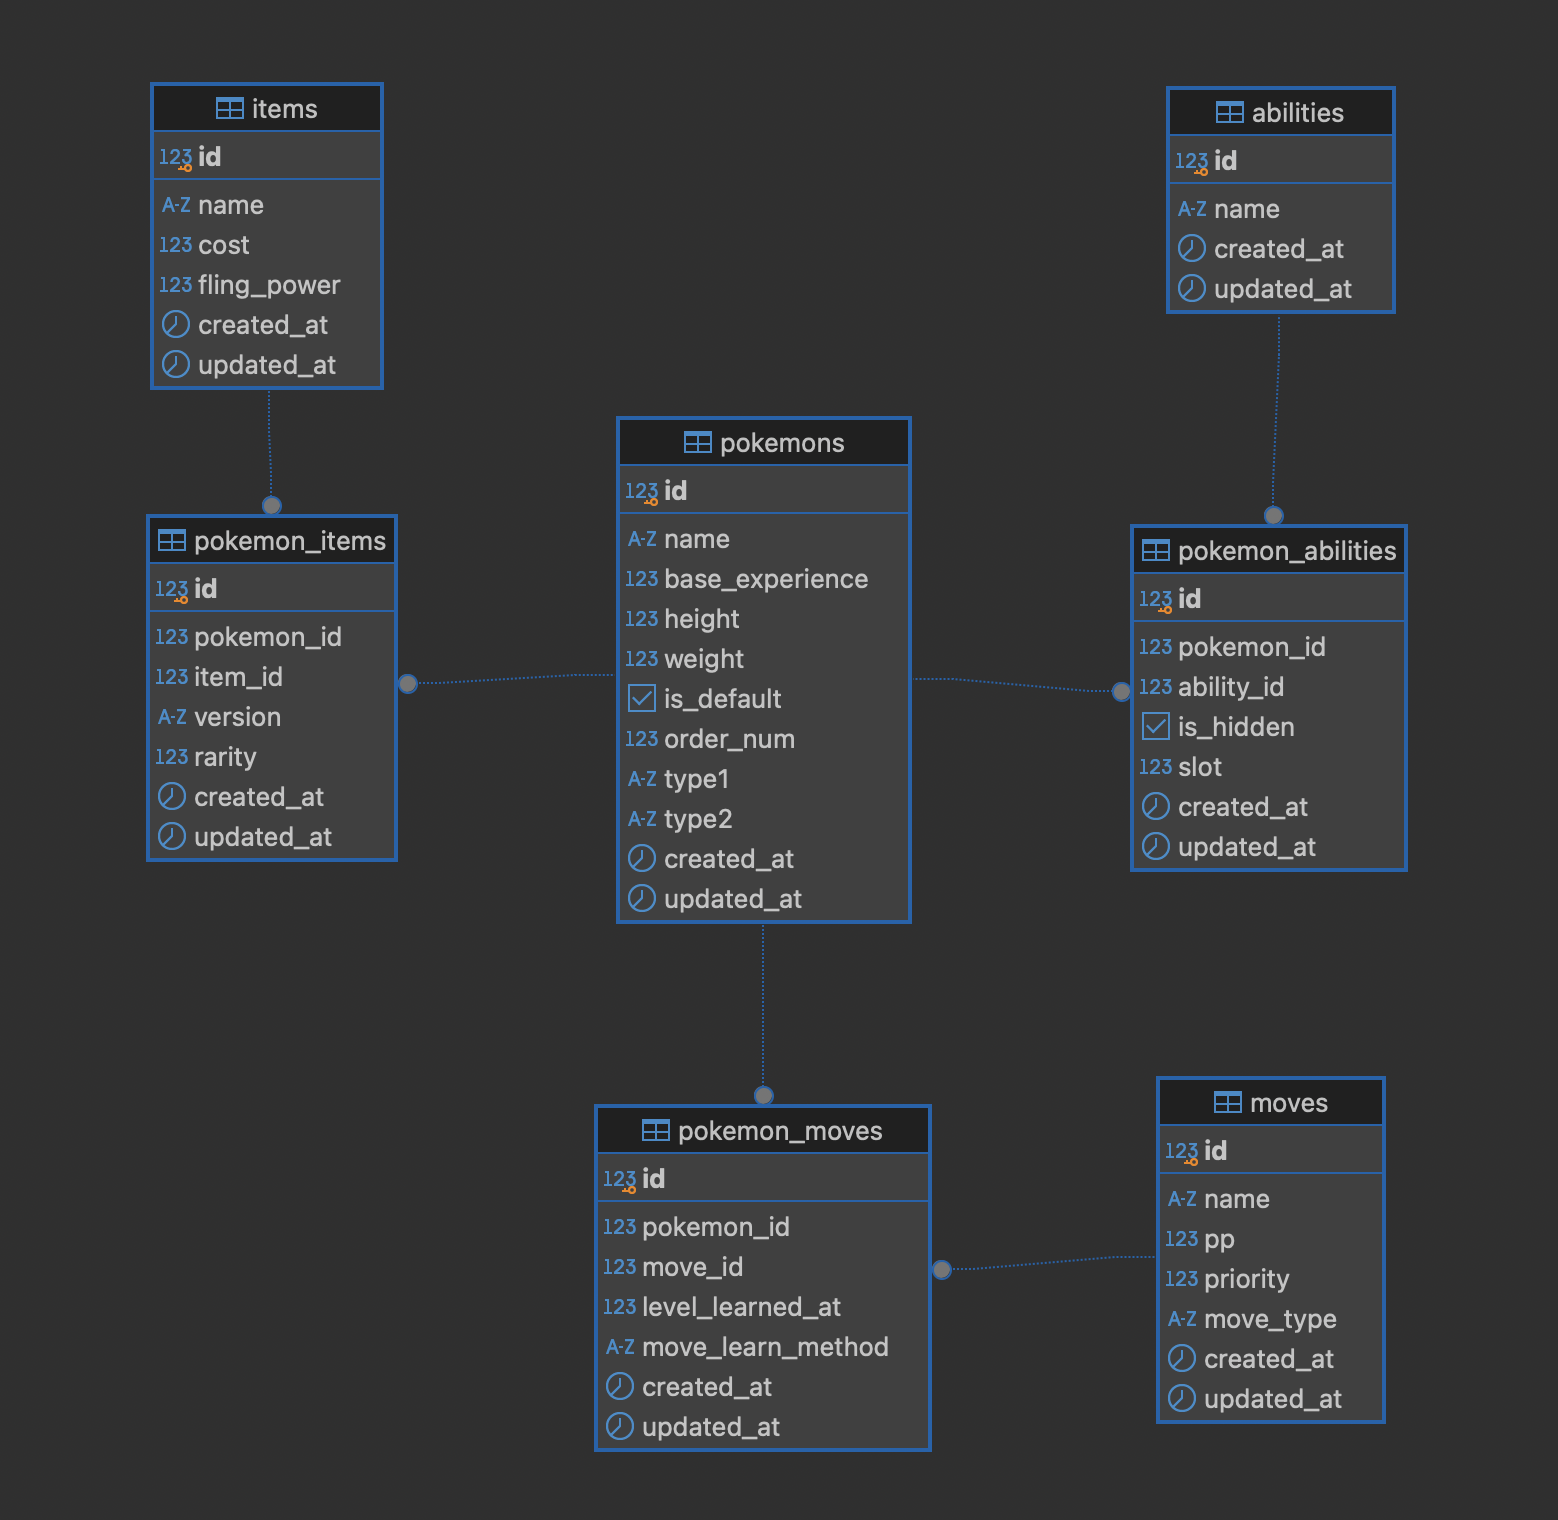 items
123 id
A-Z name
123 cost
123 fling_power
created_at
updated_at
abilities
123 id
A-Z name
created_at
updated_at
pokemons
123 id
A-Z name
123 base_experience
123 height
123 weight
is_default
123 order_num
A-Z type1
A-Z type2
created_at
updated_at
pokemon_items
123 id
123 pokemon_id
123 item_id
A-Z version
123 rarity
created_at
updated_at
pokemon_abilities
123 id
123 pokemon_id
123 ability_id
is_hidden
123 slot
created_at
updated_at
pokemon_moves
123 id
123 pokemon_id
123 move_id
123 level_learned_at
A-Z move_learn_method
created_at
updated_at
moves
123 id
A-Z name
123 pp
123 priority
A-Z move_type
created_at
updated_at